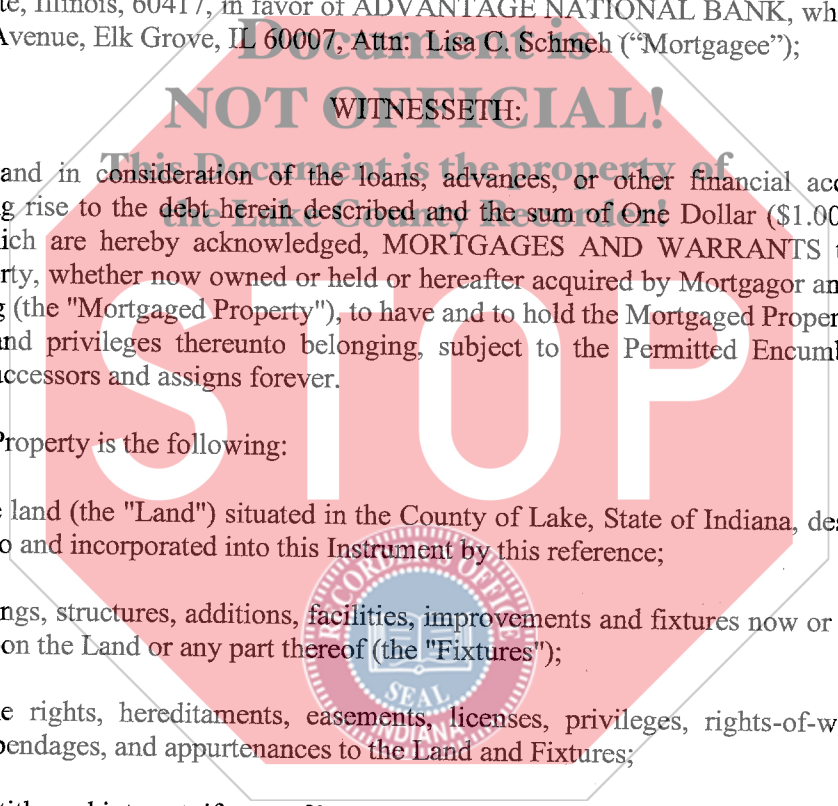 te, Illinois, 60417, in favor of ADVANTAGE NATIONAL BANK, wh
Avenue, Elk Grove, IL 60007, Attn: Lisa C. Schmeh (“Mortgagee”);
Document is
WITNESSETH:
NOT OFFICIAL!
This Document is the property of
the Lake County Recorder!
and in consideration of the loans, advances, or other financial acc
g rise to the debt herein described and the sum of One Dollar ($1.00
ich are hereby acknowledged, MORTGAGES AND WARRANTS t
rty, whether now owned or held or hereafter acquired by Mortgagor an
g (the "Mortgaged Property"), to have and to hold the Mortgaged Proper
and privileges thereunto belonging, subject to the Permitted Encumb
uccessors and assigns forever.
STOP
Property is the following:
e land (the "Land") situated in the County of Lake, State of Indiana, des
o and incorporated into this Instrument by this reference;
ngs, structures, additions, facilities, improvements and fixtures now or
on the Land or any part thereof (the "Fixtures");
RECORDER'S OFFICE
SEAL
INDIANA
e rights, hereditaments, easements, licenses, privileges, rights-of-w
pendages, and appurtenances to the Land and Fixtures;